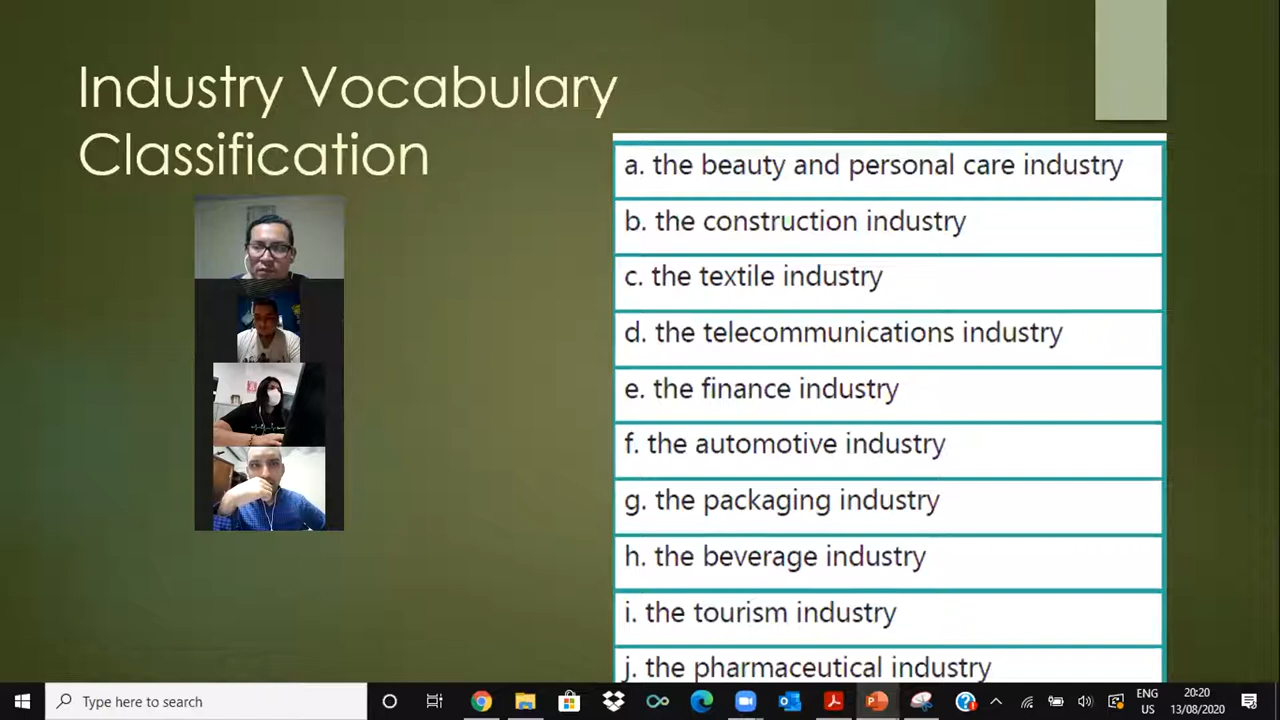 Industry Vocabulary
Classification
a. the beauty and personal care industry
b. the construction industry
c. the textile industry
d. the telecommunications industry
e. the finance industry
f. the automotive industry
g. the packaging industry
h. the beverage industry
i. the tourism industry
j. the pharmaceutical industry
Type here to search
ENG
US
20:20
13/08/2020